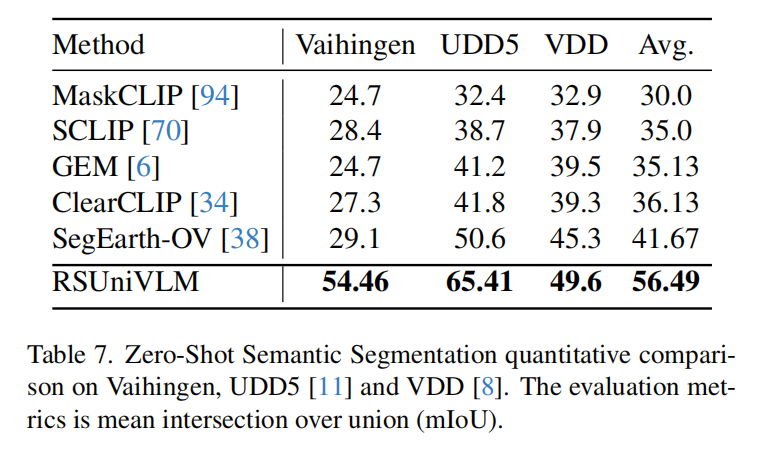 Method Vaihingen UDD5 VDD Avg.
MaskCLIP [94] 24.7 32.4 32.9 30.0
SCLIP [70] 28.4 38.7 37.9 35.0
GEM [6] 24.7 41.2 39.5 35.13
ClearCLIP [34] 27.3 41.8 39.3 36.13
SegEarth-OV [38] 29.1 50.6 45.3 41.67
RSUniVLM 54.46 65.41 49.6 56.49
Table 7. Zero-Shot Semantic Segmentation quantitative compari-
son on Vaihingen, UDD5 [11] and VDD [8]. The evaluation met-
rics is mean intersection over union (mIoU).